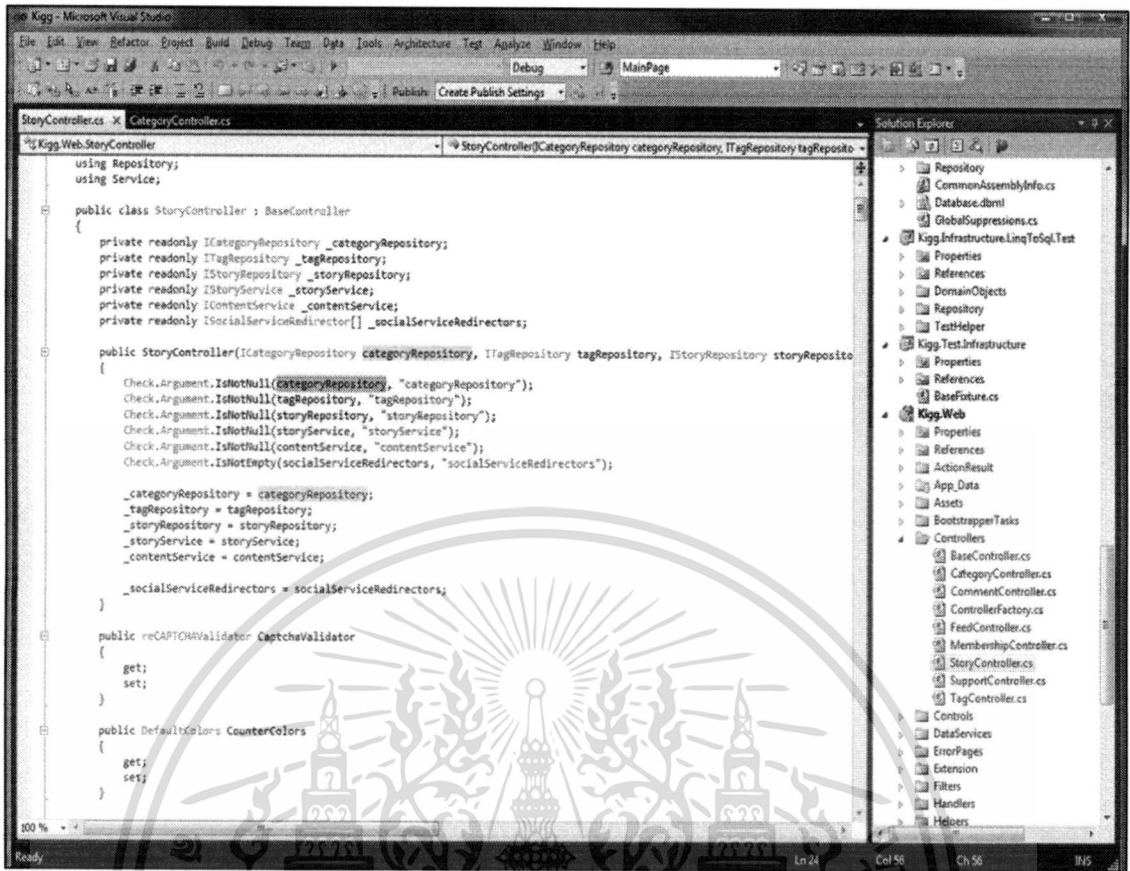 Kigg - Microsoft Visual Studio
File Edit View Refactor Project Build Debug Team Data Tools Architecture Test Analyze Window Help
Debug MainPage
Publish: Create Publish Settings
StoryController.cs X CategoryController.cs
Kigg.Web.StoryController StoryController(ICategoryRepository categoryRepository, ITagRepository tagReposito
using Repository;
using Service;
public class StoryController : BaseController
{
private readonly ICategoryRepository _categoryRepository;
private readonly ITagRepository _tagRepository;
private readonly IStoryRepository _storyRepository;
private readonly IStoryService _storyService;
private readonly IContentService _contentService;
private readonly ISocialServiceRedirector[] _socialServiceRedirectors;
public StoryController(ICategoryRepository categoryRepository, ITagRepository tagRepository, IStoryRepository storyReposito
{
Check.Argument.IsNotNull(categoryRepository, "categoryRepository");
Check.Argument.IsNotNull(tagRepository, "tagRepository");
Check.Argument.IsNotNull(storyRepository, "storyRepository");
Check.Argument.IsNotNull(storyService, "storyService");
Check.Argument.IsNotNull(contentService, "contentService");
Check.Argument.IsNotEmpty(socialServiceRedirectors, "socialServiceRedirectors");
_categoryRepository = categoryRepository;
_tagRepository = tagRepository;
_storyRepository = storyRepository;
_storyService = storyService;
_contentService = contentService;
_socialServiceRedirectors = socialServiceRedirectors;
}
public reCAPTCHAValidator CaptchaValidator
{
get;
set;
}
public DefaultColors CounterColors
{
get;
set;
}
100 %
Solution Explorer
Repository
CommonAssemblyInfo.cs
Database.dbml
GlobalSuppressions.cs
Kigg.Infrastructure.LinqToSql.Test
Properties
References
DomainObjects
Repository
TestHelper
Kigg.Test.Infrastructure
Properties
References
BaseFixture.cs
Kigg.Web
Properties
References
ActionResult
App_Data
Assets
BootstrapperTasks
Controllers
BaseController.cs
CategoryController.cs
CommentController.cs
ControllerFactory.cs
FeedController.cs
MembershipController.cs
StoryController.cs
SupportController.cs
TagController.cs
Controls
DataServices
ErrorPages
Extension
Filters
Handlers
Helpers
Ready Ln 24 Col 56 Ch 56 INS